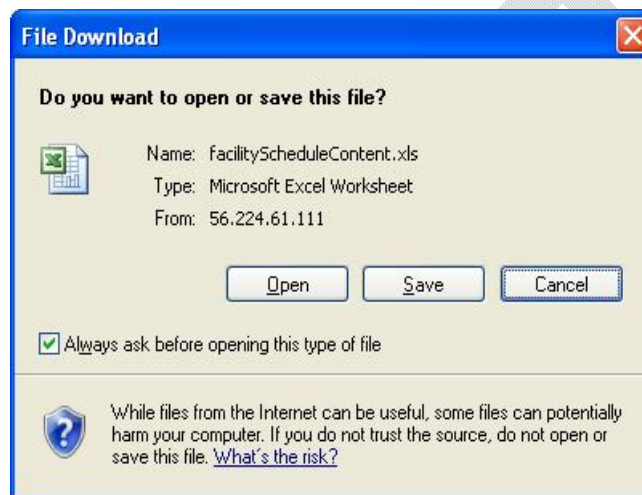 File Download
Do you want to open or save this file?
Name: facilityScheduleContent.xls
Type: Microsoft Excel Worksheet
From: 56.224.61.111
Open Save Cancel
Always ask before opening this type of file
While files from the Internet can be useful, some files can potentially
harm your computer. If you do not trust the source, do not open or
save this file. What's the risk?